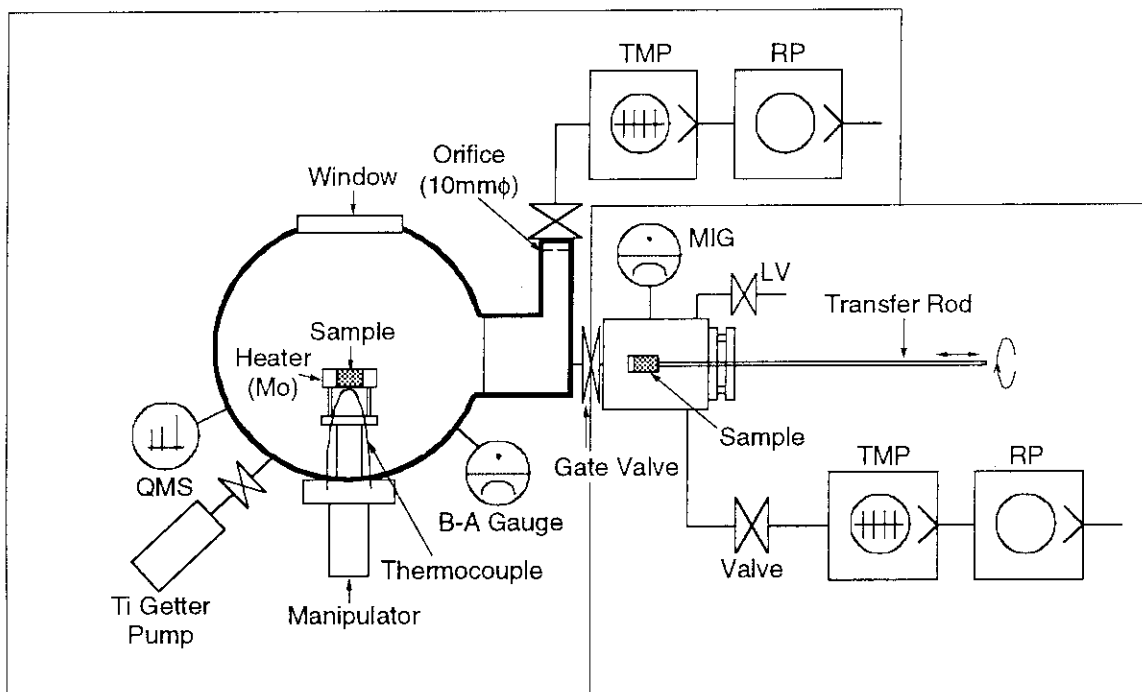 TMP
RP
Orifice
(10mmϕ)
Window
MIG
LV
Transfer Rod
Sample
Heater
(Mo)
Sample
Gate Valve
QMS
B-A Gauge
TMP
RP
Valve
Thermocouple
Manipulator
Ti Getter
Pump